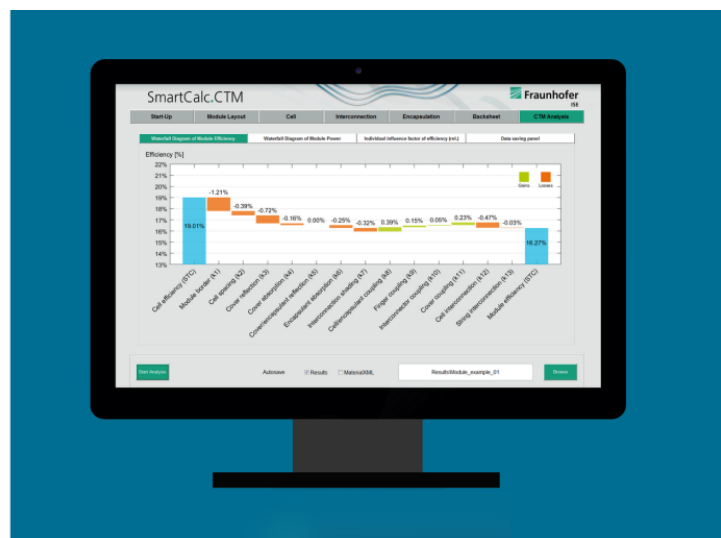 SmartCalc.CTM
Fraunhofer
ISE
Start-Up Module Layout Cell Interconnection Encapsulation Backsheet CTM Analysis
Waterfall Diagram of Module Efficiency Waterfall Diagram of Module Power Individual influence factor of efficiency (rel.) Data saving panel
Efficiency [%]
22%
21%
20%
19%
18%
17%
16%
15%
14%
13%
Gains Losses
19.01%
-1.21%
-0.39%
-0.72%
-0.16%
0.00%
-0.25%
-0.32%
0.39%
0.15%
0.05%
0.23%
-0.47%
-0.03%
16.27%
Cell efficiency (STC)
Module border (k1)
Cell spacing (k2)
Cover reflection (k3)
Cover absorption (k4)
Cover/encapsulant reflection (k5)
Encapsulant absorption (k6)
Interconnection shading (k7)
Cell/encapsulant coupling (k8)
Finger coupling (k9)
Interconnector coupling (k10)
Cover coupling (k11)
Cell interconnection (k12)
String interconnection (k13)
Module efficiency (STC)
Start Analysis Autosave Results MaterialXML Results\Module_example_01 Browse